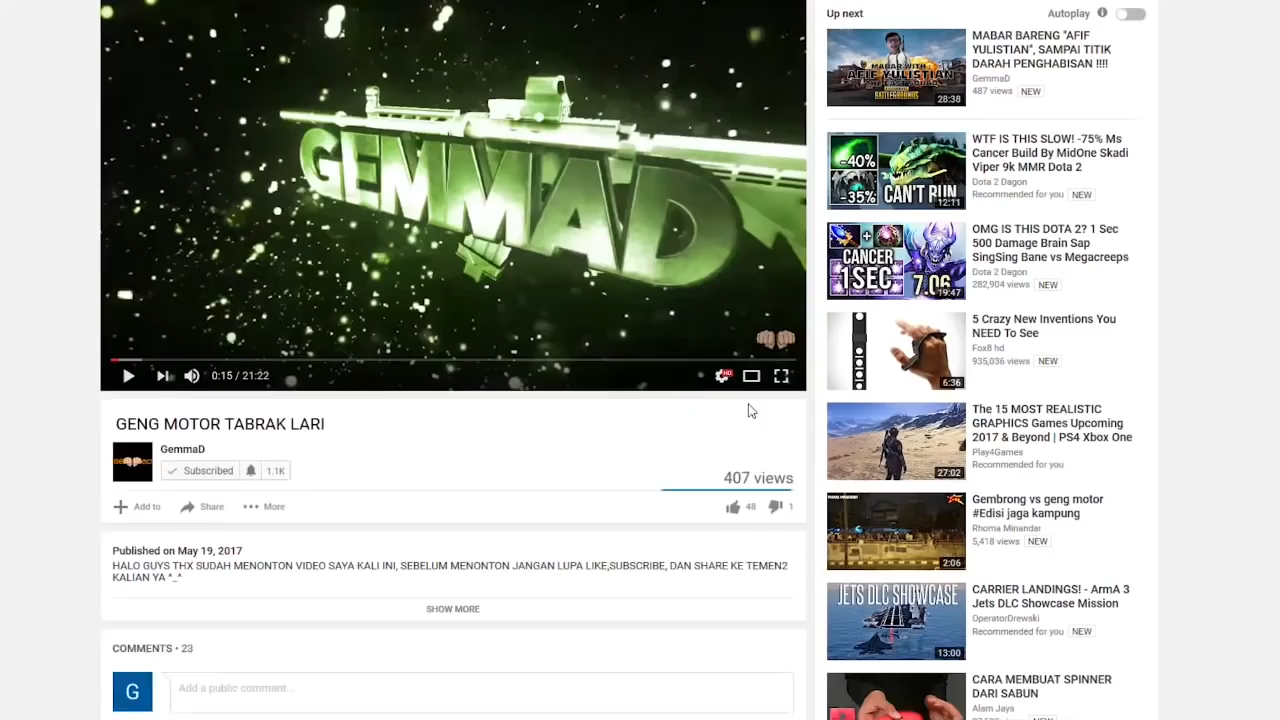 GEMMAD
0:15 / 21:22
HD
GENG MOTOR TABRAK LARI
GemmaD
Subscribed 1.1K
407 views
Add to Share More 48 1
Published on May 19, 2017
HALO GUYS THX SUDAH MENONTON VIDEO SAYA KALI INI, SEBELUM MENONTON JANGAN LUPA LIKE,SUBSCRIBE, DAN SHARE KE TEMEN2
KALIAN YA ^_^
SHOW MORE
COMMENTS • 23
G
Add a public comment...
Up next
Autoplay
MABAR WITH :
AFIF YULISTIAN
BATTLEGROUNDS
28:38
MABAR BARENG "AFIF
YULISTIAN", SAMPAI TITIK
DARAH PENGHABISAN !!!!
GemmaD
487 views NEW
-40%
-35%
CAN'T RUN
12:11
WTF IS THIS SLOW! -75% Ms
Cancer Build By MidOne Skadi
Viper 9k MMR Dota 2
Dota 2 Dagon
Recommended for you NEW
+
CANCER
1SEC
7.06
19:47
OMG IS THIS DOTA 2? 1 Sec
500 Damage Brain Sap
SingSing Bane vs Megacreeps
Dota 2 Dagon
282,904 views NEW
6:36
5 Crazy New Inventions You
NEED To See
Fox8 hd
935,036 views NEW
27:02
The 15 MOST REALISTIC
GRAPHICS Games Upcoming
2017 & Beyond | PS4 Xbox One
Play4Games
Recommended for you
2:06
Gembrong vs geng motor
#Edisi jaga kampung
Rhoma Minandar
5,418 views NEW
JETS DLC SHOWCASE
13:00
CARRIER LANDINGS! - ArmA 3
Jets DLC Showcase Mission
OperatorDrewski
Recommended for you NEW
CARA MEMBUAT SPINNER
DARI SABUN
Alam Jays